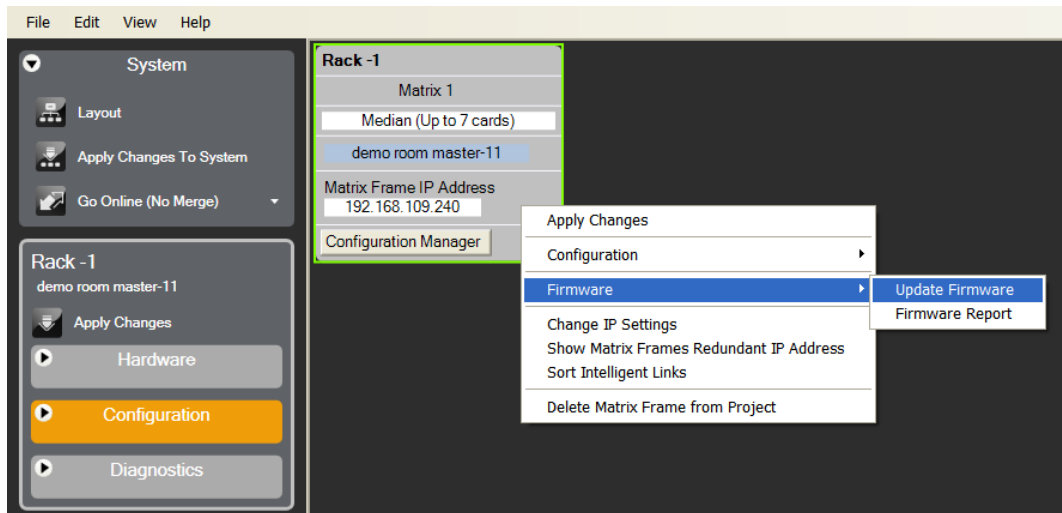 File Edit View Help
System
Layout
Apply Changes To System
Go Online (No Merge)
Rack -1
demo room master-11
Apply Changes
Hardware
Configuration
Diagnostics
Rack -1
Matrix 1
Median (Up to 7 cards)
demo room master-11
Matrix Frame IP Address
192.168.109.240
Configuration Manager
Apply Changes
Configuration
Firmware
Change IP Settings
Show Matrix Frames Redundant IP Address
Sort Intelligent Links
Delete Matrix Frame from Project
Update Firmware
Firmware Report